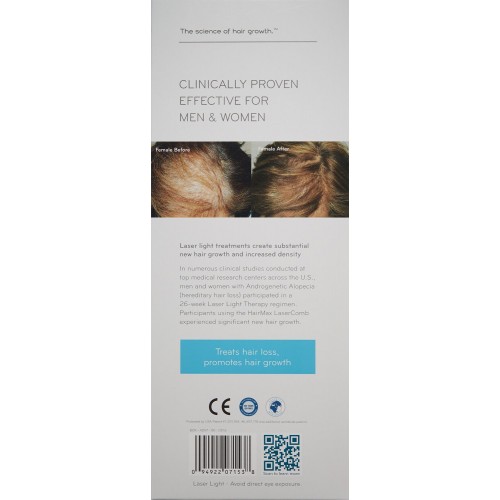 The science of hair growth.™
CLINICALLY PROVEN
EFFECTIVE FOR
MEN & WOMEN
Female Before
Female After
Laser light treatments create substantial
new hair growth and increased density
In numerous clinical studies conducted at
top medical research centers across the U.S.,
men and women with Androgenetic Alopecia
(hereditary hair loss) participated in a
26-week Laser Light Therapy regimen.
Participants using the HairMax LaserComb
experienced significant new hair growth.
Treats hair loss,
promotes hair growth
CE
0 94922 07153 8
Laser Light - Avoid direct eye exposure